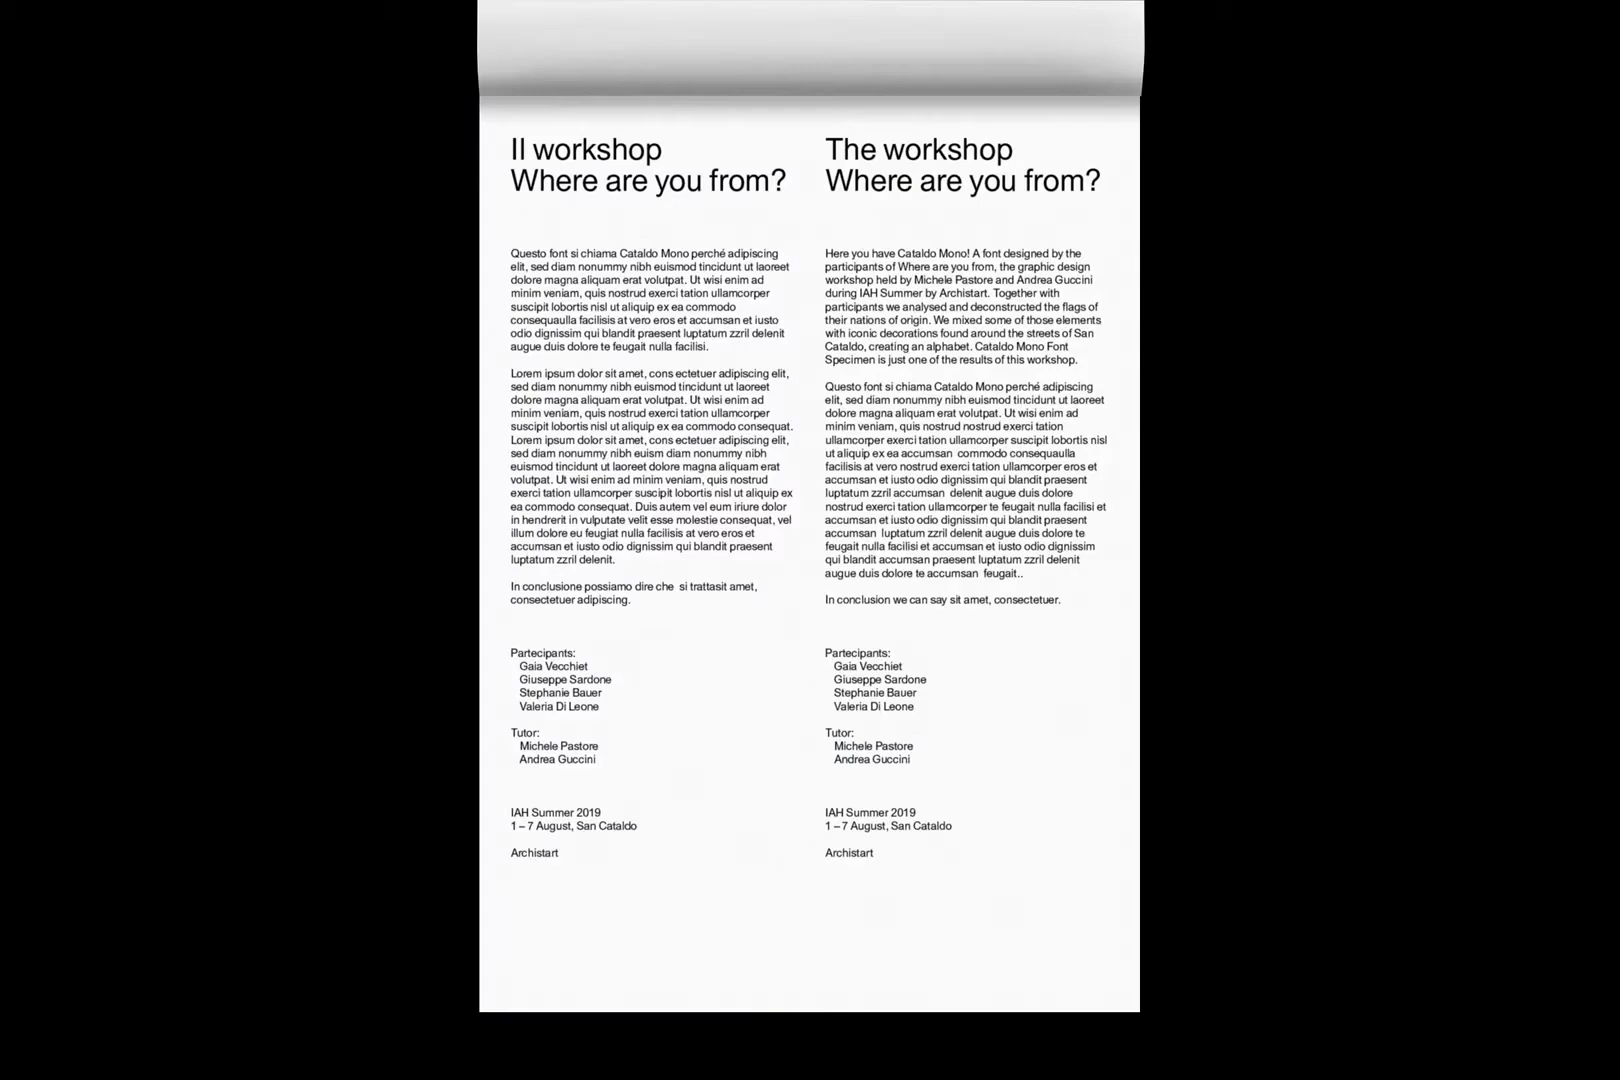 Il workshop
Where are you from?
Questo font si chiama Cataldo Mono perché adipiscing
elit, sed diam nonummy nibh euismod tincidunt ut laoreet
dolore magna aliquam erat volutpat. Ut wisi enim ad
minim veniam, quis nostrud exerci tation ullamcorper
suscipit lobortis nisl ut aliquip ex ea commodo
consequaulla facilisis at vero eros et accumsan et iusto
odio dignissim qui blandit praesent luptatum zzril delenit
augue duis dolore te feugait nulla facilisi.
Lorem ipsum dolor sit amet, cons ectetuer adipiscing elit,
sed diam nonummy nibh euismod tincidunt ut laoreet
dolore magna aliquam erat volutpat. Ut wisi enim ad
minim veniam, quis nostrud exerci tation ullamcorper
suscipit lobortis nisl ut aliquip ex ea commodo consequat.
Lorem ipsum dolor sit amet, cons ectetuer adipiscing elit,
sed diam nonummy nibh euism diam nonummy nibh
euismod tincidunt ut laoreet dolore magna aliquam erat
volutpat. Ut wisi enim ad minim veniam, quis nostrud
exerci tation ullamcorper suscipit lobortis nisl ut aliquip ex
ea commodo consequat. Duis autem vel eum iriure dolor
in hendrerit in vulputate velit esse molestie consequat, vel
illum dolore eu feugiat nulla facilisis at vero eros et
accumsan et iusto odio dignissim qui blandit praesent
luptatum zzril delenit.
In conclusione possiamo dire che  si trattasit amet,
consectetuer adipiscing.
Partecipants:
Gaia Vecchiet
Giuseppe Sardone
Stephanie Bauer
Valeria Di Leone
Tutor:
Michele Pastore
Andrea Guccini
IAH Summer 2019
1 – 7 August, San Cataldo
Archistart
The workshop
Where are you from?
Here you have Cataldo Mono! A font designed by the
participants of Where are you from, the graphic design
workshop held by Michele Pastore and Andrea Guccini
during IAH Summer by Archistart. Together with
participants we analysed and deconstructed the flags of
their nations of origin. We mixed some of those elements
with iconic decorations found around the streets of San
Cataldo, creating an alphabet. Cataldo Mono Font
Specimen is just one of the results of this workshop.
Questo font si chiama Cataldo Mono perché adipiscing
elit, sed diam nonummy nibh euismod tincidunt ut laoreet
dolore magna aliquam erat volutpat. Ut wisi enim ad
minim veniam, quis nostrud nostrud exerci tation
ullamcorper exerci tation ullamcorper suscipit lobortis nisl
ut aliquip ex ea accumsan  commodo consequaulla
facilisis at vero nostrud exerci tation ullamcorper eros et
accumsan et iusto odio dignissim qui blandit praesent
luptatum zzril accumsan  delenit augue duis dolore
nostrud exerci tation ullamcorper te feugait nulla facilisi et
accumsan et iusto odio dignissim qui blandit praesent
accumsan  luptatum zzril delenit augue duis dolore te
feugait nulla facilisi et accumsan et iusto odio dignissim
qui blandit accumsan praesent luptatum zzril delenit
augue duis dolore te accumsan  feugait..
In conclusion we can say sit amet, consectetuer.
Partecipants:
Gaia Vecchiet
Giuseppe Sardone
Stephanie Bauer
Valeria Di Leone
Tutor:
Michele Pastore
Andrea Guccini
IAH Summer 2019
1 – 7 August, San Cataldo
Archistart